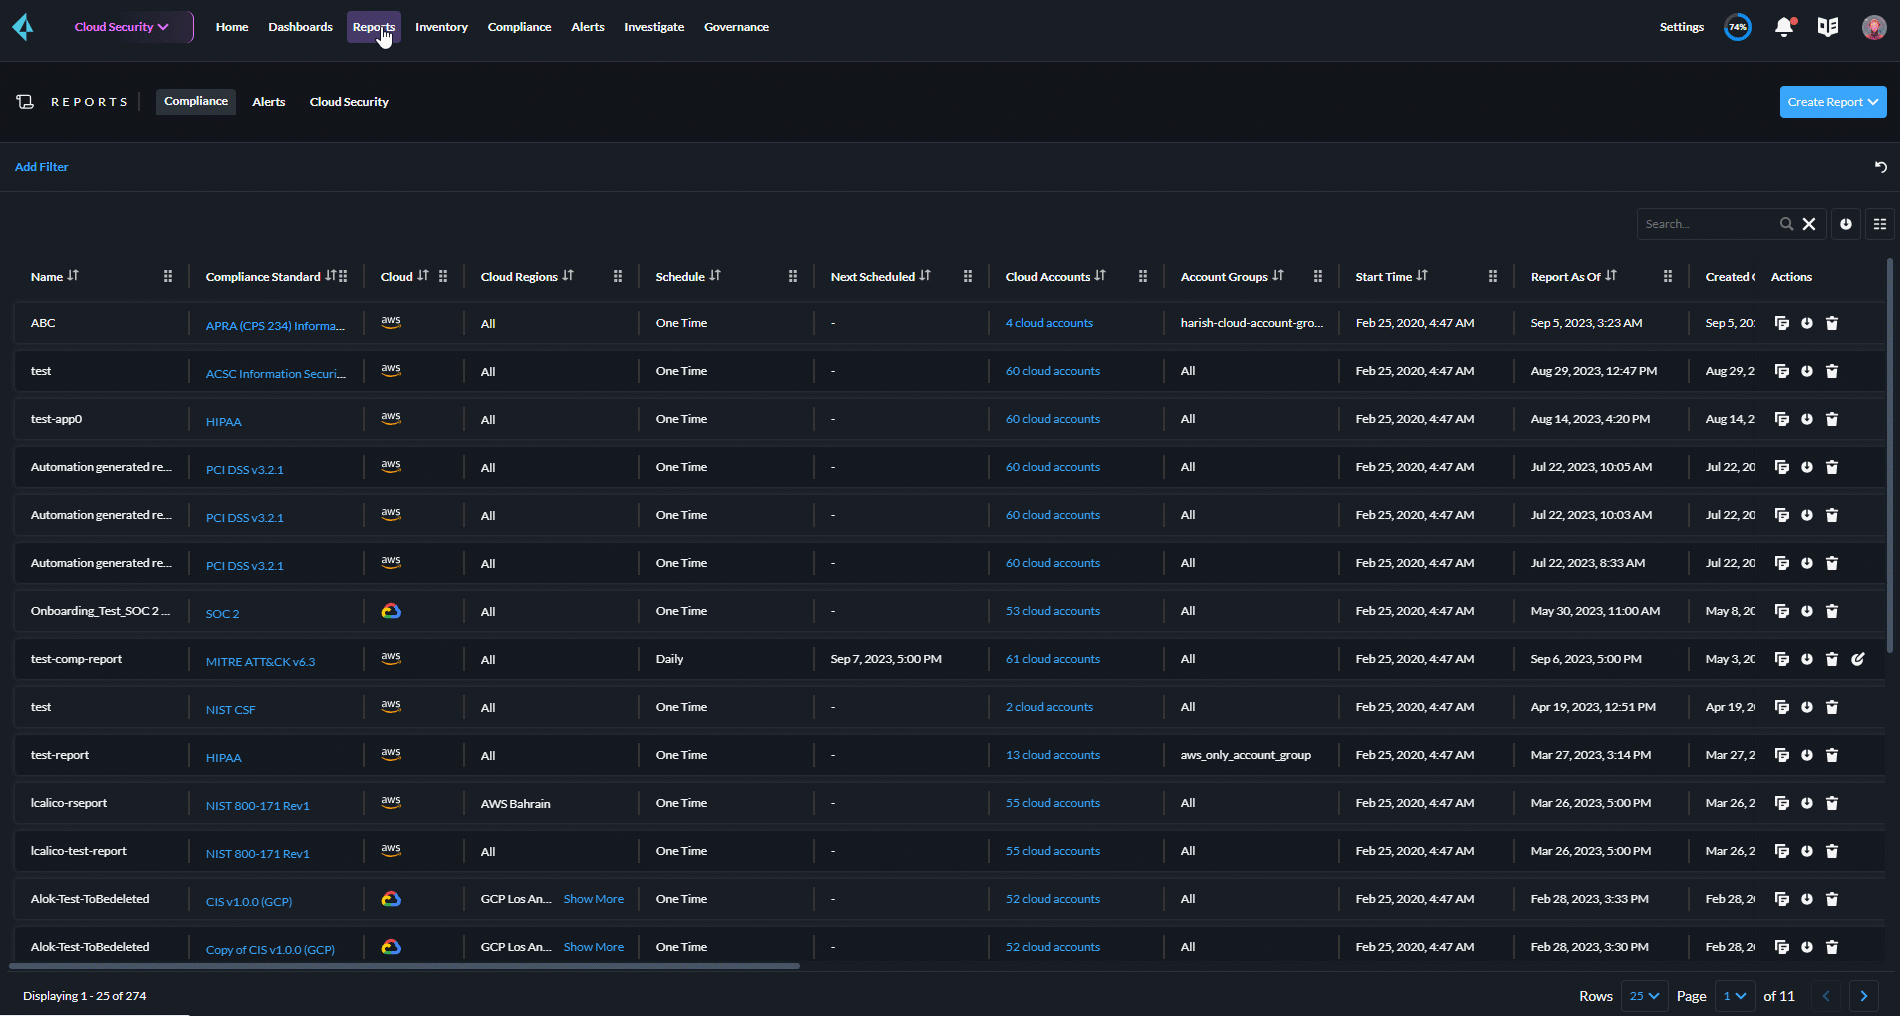 Cloud Security Home Dashboards Reports Inventory Compliance Alerts Investigate Governance Settings 74%
REPORTS Compliance Alerts Cloud Security Create Report
Add Filter
Search...
Name Compliance Standard Cloud Cloud Regions Schedule Next Scheduled Cloud Accounts Account Groups Start Time Report As Of Created Actions
ABC APRA (CPS 234) Informa... aws All One Time - 4 cloud accounts harish-cloud-account-gro... Feb 25, 2020, 4:47 AM Sep 5, 2023, 3:23 AM Sep 5, 20
test ACSC Information Securi... aws All One Time - 60 cloud accounts All Feb 25, 2020, 4:47 AM Aug 29, 2023, 12:47 PM Aug 29, 2
test-app0 HIPAA aws All One Time - 60 cloud accounts All Feb 25, 2020, 4:47 AM Aug 14, 2023, 4:20 PM Aug 14, 2
Automation generated re... PCI DSS v3.2.1 aws All One Time - 60 cloud accounts All Feb 25, 2020, 4:47 AM Jul 22, 2023, 10:05 AM Jul 22, 20
Automation generated re... PCI DSS v3.2.1 aws All One Time - 60 cloud accounts All Feb 25, 2020, 4:47 AM Jul 22, 2023, 10:03 AM Jul 22, 20
Automation generated re... PCI DSS v3.2.1 aws All One Time - 60 cloud accounts All Feb 25, 2020, 4:47 AM Jul 22, 2023, 8:33 AM Jul 22, 20
Onboarding_Test_SOC 2 ... SOC 2 All One Time - 53 cloud accounts All Feb 25, 2020, 4:47 AM May 30, 2023, 11:00 AM May 8, 20
test-comp-report MITRE ATT&CK v6.3 aws All Daily Sep 7, 2023, 5:00 PM 61 cloud accounts All Feb 25, 2020, 4:47 AM Sep 6, 2023, 5:00 PM May 3, 20
test NIST CSF aws All One Time - 2 cloud accounts All Feb 25, 2020, 4:47 AM Apr 19, 2023, 12:51 PM Apr 19, 2
test-report HIPAA aws All One Time - 13 cloud accounts aws_only_account_group Feb 25, 2020, 4:47 AM Mar 27, 2023, 3:14 PM Mar 27, 2
lcalico-rseport NIST 800-171 Rev1 aws AWS Bahrain One Time - 55 cloud accounts All Feb 25, 2020, 4:47 AM Mar 26, 2023, 5:00 PM Mar 26, 2
lcalico-test-report NIST 800-171 Rev1 aws All One Time - 55 cloud accounts All Feb 25, 2020, 4:47 AM Mar 26, 2023, 5:00 PM Mar 26, 2
Alok-Test-ToBedeleted CIS v1.0.0 (GCP) GCP Los An... Show More One Time - 52 cloud accounts All Feb 25, 2020, 4:47 AM Feb 28, 2023, 3:33 PM Feb 28, 2
Alok-Test-ToBedeleted Copy of CIS v1.0.0 (GCP) GCP Los An... Show More One Time - 52 cloud accounts All Feb 25, 2020, 4:47 AM Feb 28, 2023, 3:30 PM Feb 28, 2
Displaying 1 - 25 of 274 Rows 25 Page 1 of 11